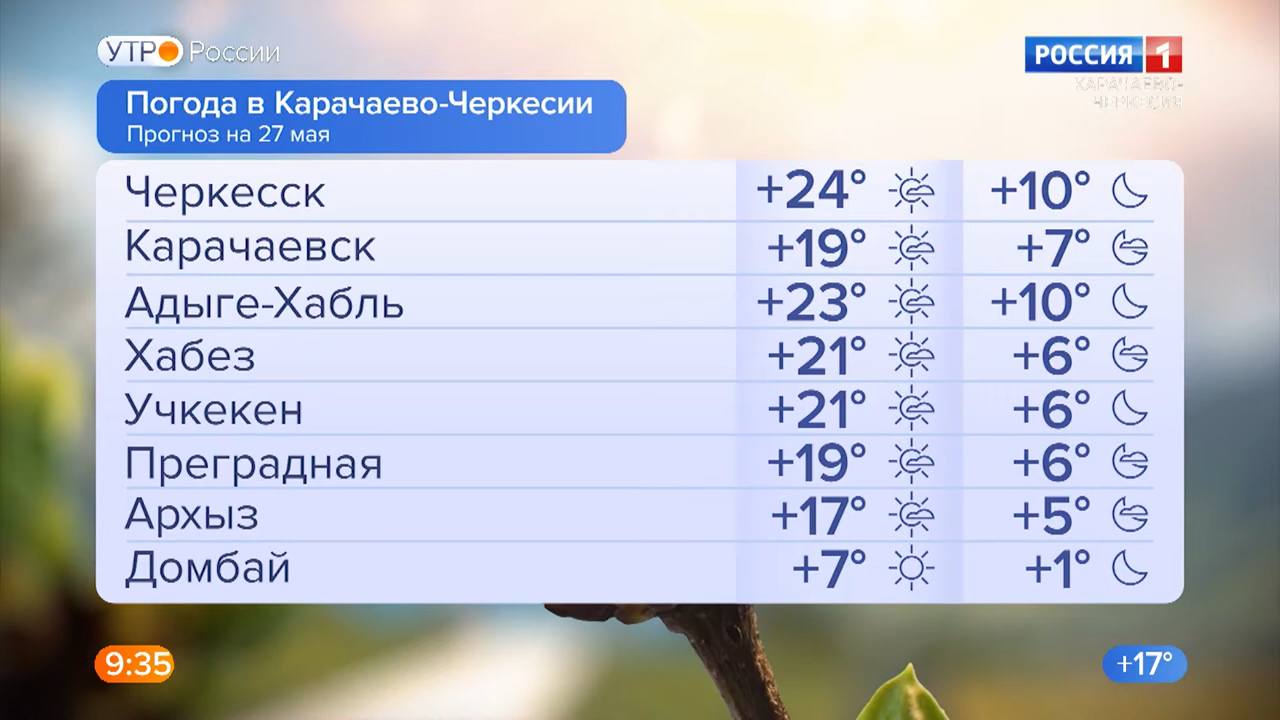 УТРО России
РОССИЯ 1
КАРАЧАЕВО-
ЧЕРКЕСИЯ
Погода в Карачаево-Черкесии
Прогноз на 27 мая
Черкесск +24° +10°
Карачаевск +19° +7°
Адыге-Хабль +23° +10°
Хабез +21° +6°
Учкекен +21° +6°
Преградная +19° +6°
Архыз +17° +5°
Домбай +7° +1°
9:35 +17°